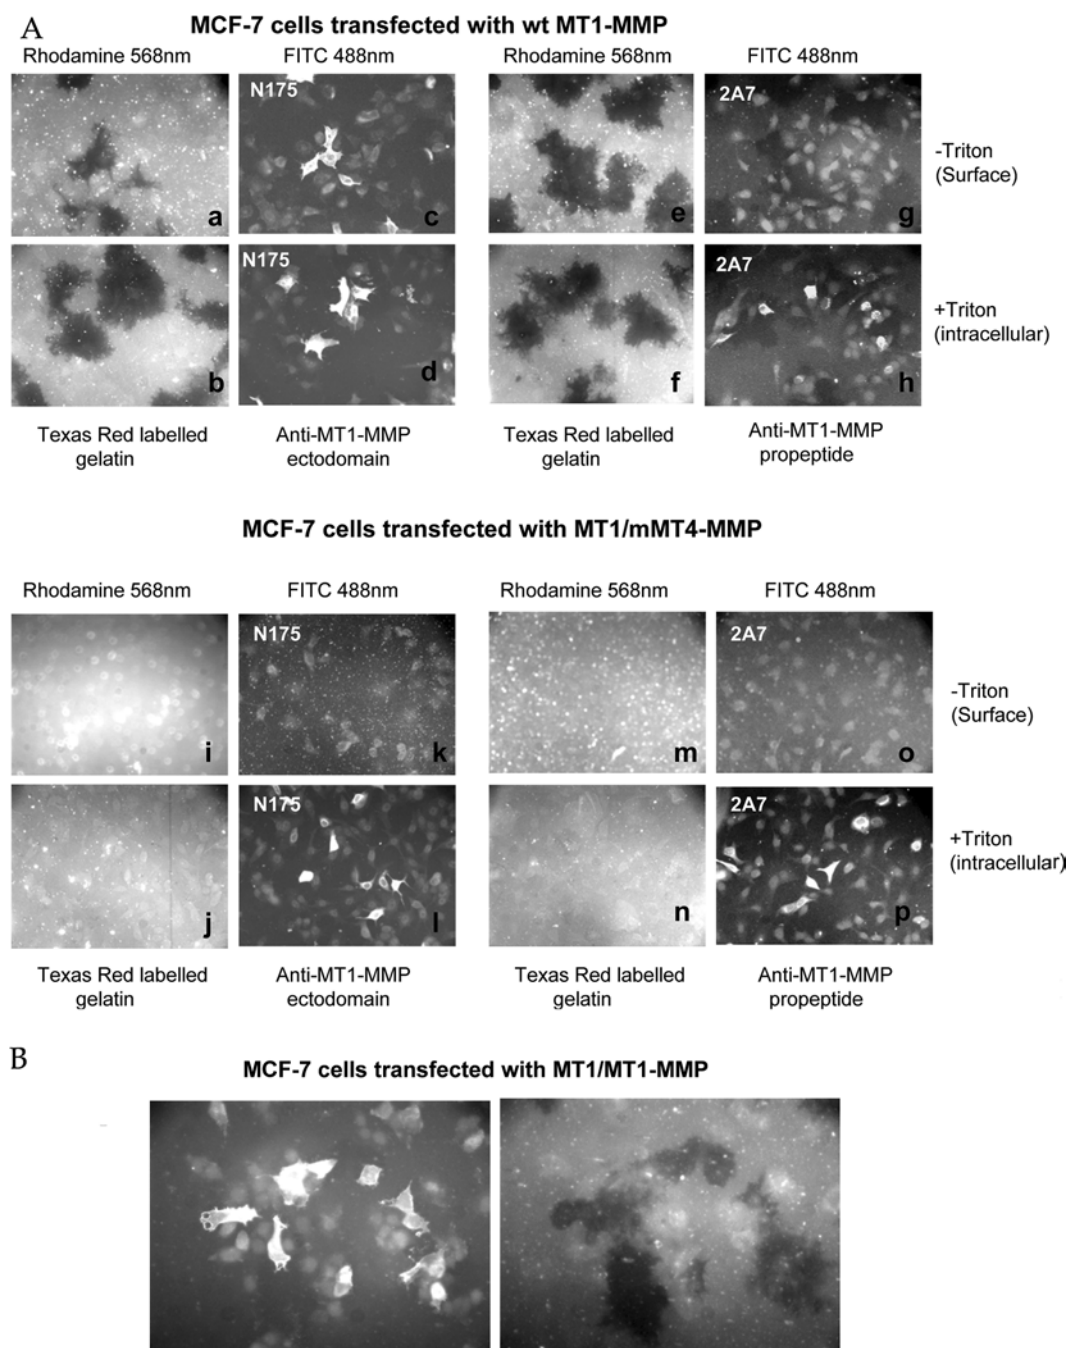 A
MCF-7 cells transfected with wt MT1-MMP
Rhodamine 568nm FITC 488nm Rhodamine 568nm FITC 488nm
N175 2A7
-Triton
(Surface)
a c e g
N175 2A7
+Triton
(intracellular)
b d f h
Texas Red labelled
gelatin
Anti-MT1-MMP
ectodomain
Texas Red labelled
gelatin
Anti-MT1-MMP
propeptide
MCF-7 cells transfected with MT1/mMT4-MMP
Rhodamine 568nm FITC 488nm Rhodamine 568nm FITC 488nm
N175 2A7
-Triton
(Surface)
i k m o
N175 2A7
+Triton
(intracellular)
j l n p
Texas Red labelled
gelatin
Anti-MT1-MMP
ectodomain
Texas Red labelled
gelatin
Anti-MT1-MMP
propeptide
B
MCF-7 cells transfected with MT1/MT1-MMP